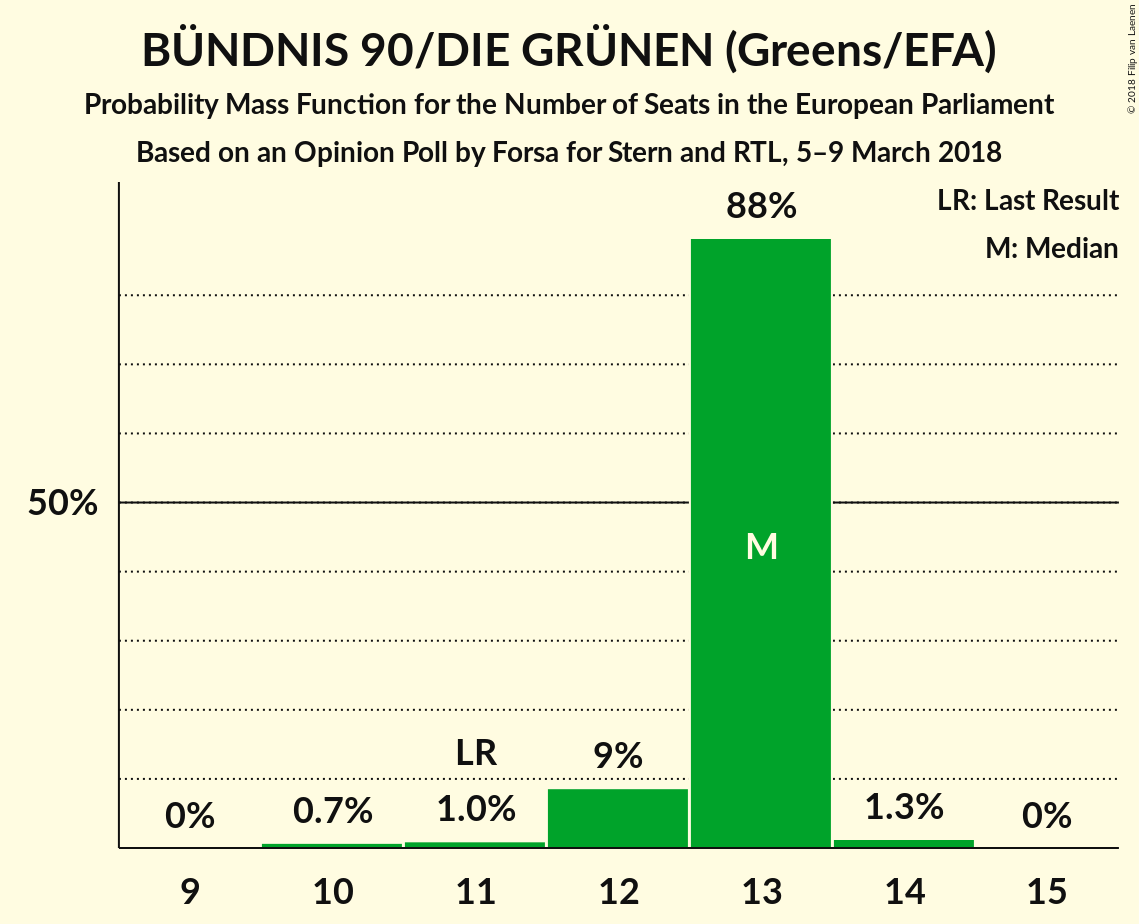 BÜNDNIS 90/DIE GRÜNEN (Greens/EFA)
Probability Mass Function for the Number of Seats in the European Parliament
Based on an Opinion Poll by Forsa for Stern and RTL, 5–9 March 2018
© 2018 Filip van Laenen
LR: Last Result
M: Median
88%
50%
M
LR
9%
0%
0.7%
1.0%
1.3%
0%
9 10 11 12 13 14 15